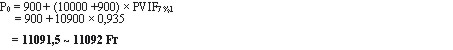 P₀ = 900 + (10000 + 900) × PVIF₇ %,₁
= 900 + 10900 × 0,935
= 11091,5 ~ 11092 Fr